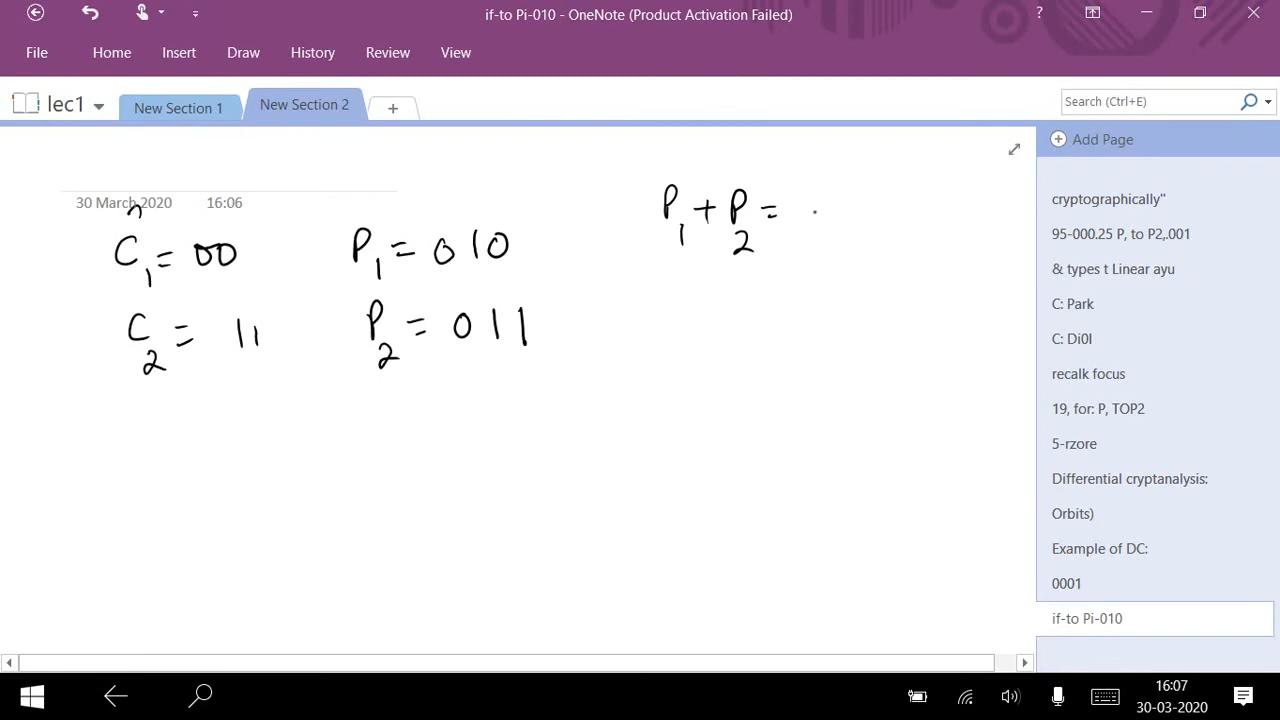 if-to Pi-010 - OneNote (Product Activation Failed)
?
File Home Insert Draw History Review View
lec1 New Section 1 New Section 2 +
Search (Ctrl+E)
Add Page
30 March 2020 16:06
C1 = 00 P1 = 010 P1 + P2 =
C2 = 11 P2 = 011
cryptographically"
95-000.25 P, to P2,.001
& types t Linear ayu
C: Park
C: Di0l
recalk focus
19, for: P, TOP2
5-rzore
Differential cryptanalysis:
Orbits)
Example of DC:
0001
if-to Pi-010
16:07
30-03-2020